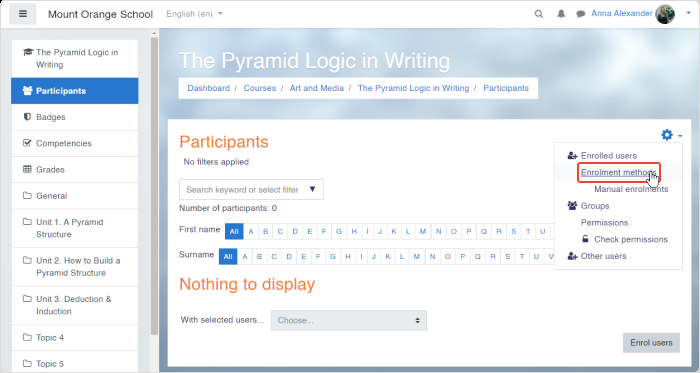 Mount Orange School
English (en)
Anna Alexander
The Pyramid Logic in
Writing
Participants
Badges
Competencies
Grades
General
Unit 1. A Pyramid
Structure
Unit 2. How to Build a
Pyramid Structure
Unit 3. Deduction &
Induction
Topic 4
Topic 5
The Pyramid Logic in Writing
Dashboard / Courses / Art and Media / The Pyramid Logic in Writing / Participants
Participants
No filters applied
Search keyword or select filter
Number of participants: 0
First name All A B C D E F G H I J K L M N O P Q R S T U
Surname All A B C D E F G H I J K L M N O P Q R S T U V
Nothing to display
With selected users... Choose...
Enrol users
Enrolled users
Enrolment methods
Manual enrolments
Groups
Permissions
Check permissions
Other users